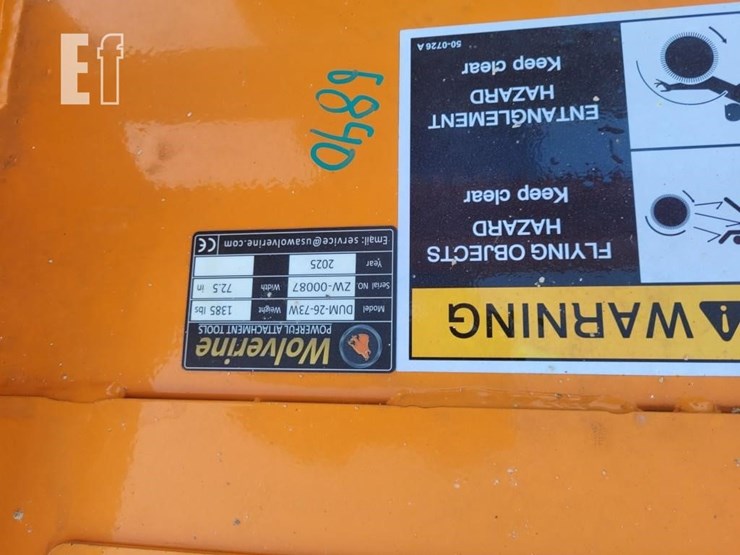 Ef
6840
Wolverine
POWERFUL ATTACHMENT TOOLS
Model DUM-26-73W Weight 1385 lbs
Serial NO. ZW-00087 Width 72.5 in
Year 2025
Email: service@usawolverine.com CE
WARNING
FLYING OBJECTS
HAZARD
Keep clear
ENTANGLEMENT
HAZARD
Keep clear
50-0726 A